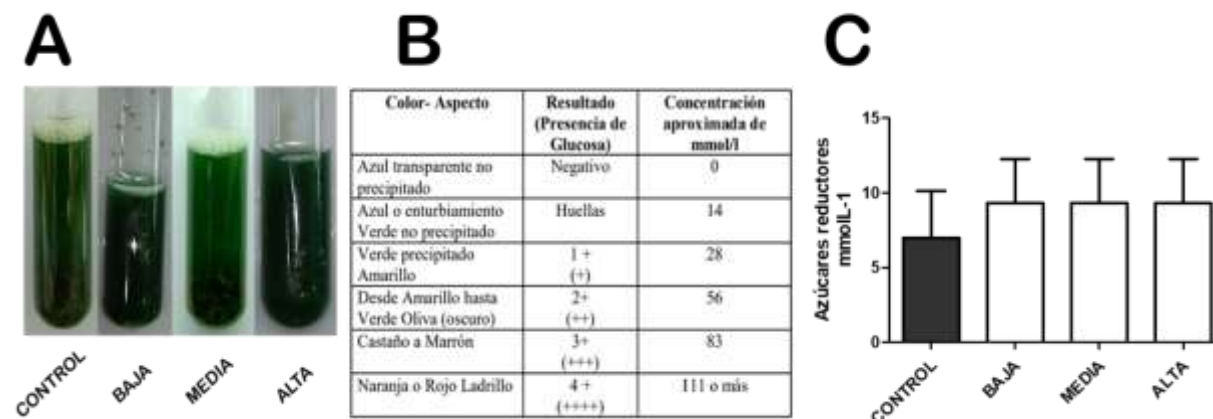 A
B
C
CONTROL
BAJA
MEDIA
ALTA
Color- Aspecto
Resultado
(Presencia de
Glucosa)
Concentración
aproximada de
mmol/l
Azul transparente no
precipitado
Negativo
0
Azul o enturbiamiento
Verde no precipitado
Huellas
14
Verde precipitado
Amarillo
1 +
(+)
28
Desde Amarillo hasta
Verde Oliva (oscuro)
2+
(++)
56
Castaño a Marrón
3+
(+++)
83
Naranja o Rojo Ladrillo
4 +
(++++)
111 o más
Azúcares reductores
mmolL-1
15
10
5
0
CONTROL
BAJA
MEDIA
ALTA